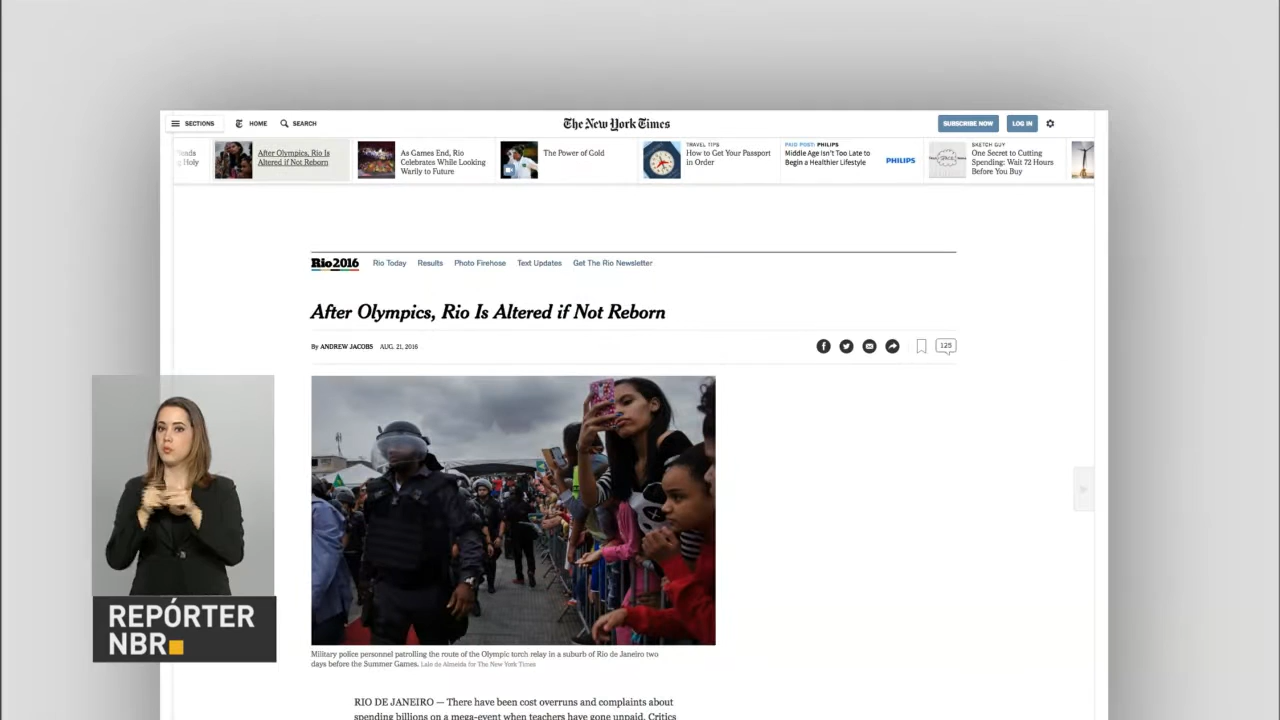 SECTIONS
HOME
SEARCH
The New York Times
SUBSCRIBE NOW
LOG IN
Holy
After Olympics, Rio Is
Altered if Not Reborn
As Games End, Rio
Celebrates While Looking
Warily to Future
The Power of Gold
TRAVEL TIPS
How to Get Your Passport
in Order
PAID POST: PHILIPS
Middle Age Isn't Too Late to
Begin a Healthier Lifestyle
PHILIPS
SKETCH GUY
One Secret to Cutting
Spending: Wait 72 Hours
Before You Buy
Rio2016
Rio Today
Results
Photo Firehose
Text Updates
Get The Rio Newsletter
After Olympics, Rio Is Altered if Not Reborn
By ANDREW JACOBS AUG. 21, 2016
125
Military police personnel patrolling the route of the Olympic torch relay in a suburb of Rio de Janeiro two
days before the Summer Games. Lalo de Almeida for The New York Times
RIO DE JANEIRO — There have been cost overruns and complaints about
spending billions on a mega-event when teachers have gone unpaid. Critics
REPÓRTER
NBR